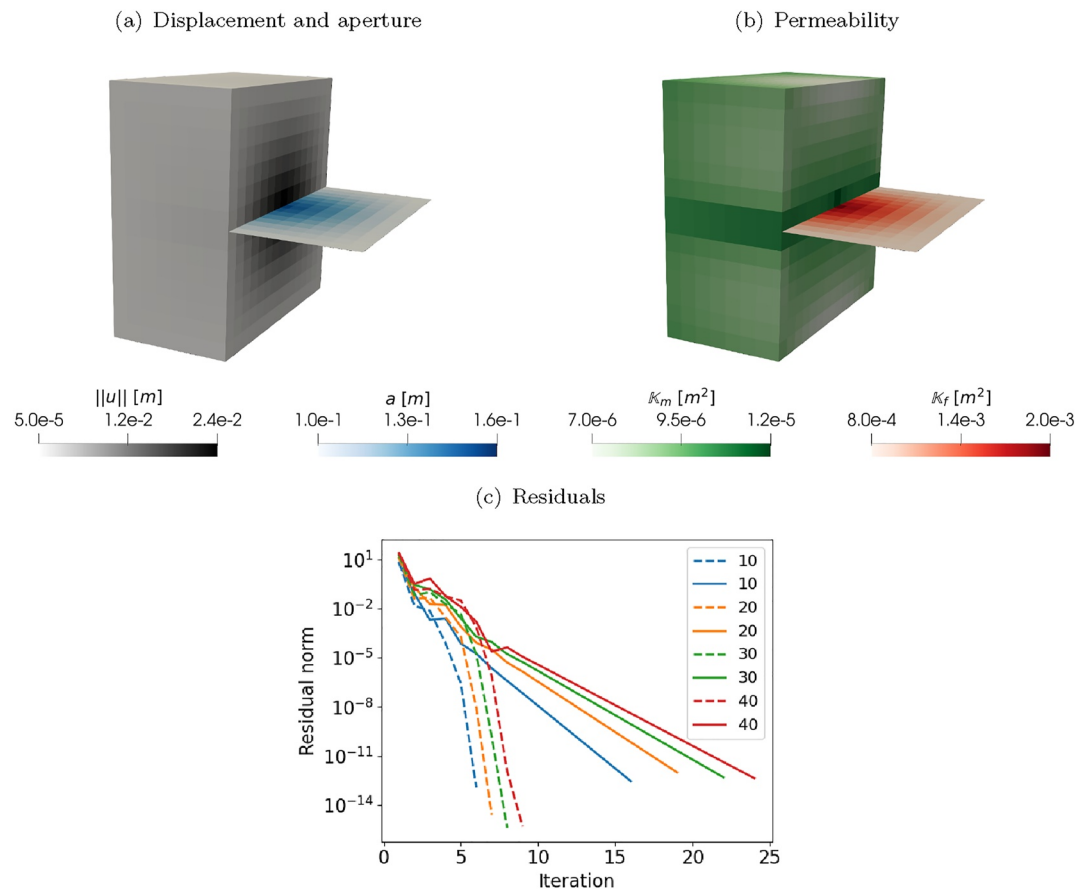 (a) Displacement and aperture
(b) Permeability
||u|| [m]
5.0e-5 1.2e-2 2.4e-2
a [m]
1.0e-1 1.3e-1 1.6e-1
𝕂m [m²]
7.0e-6 9.5e-6 1.2e-5
𝕂f [m²]
8.0e-4 1.4e-3 2.0e-3
(c) Residuals
Residual norm
10¹
10⁻²
10⁻⁵
10⁻⁸
10⁻¹¹
10⁻¹⁴
10
10
20
20
30
30
40
40
0 5 10 15 20 25
Iteration